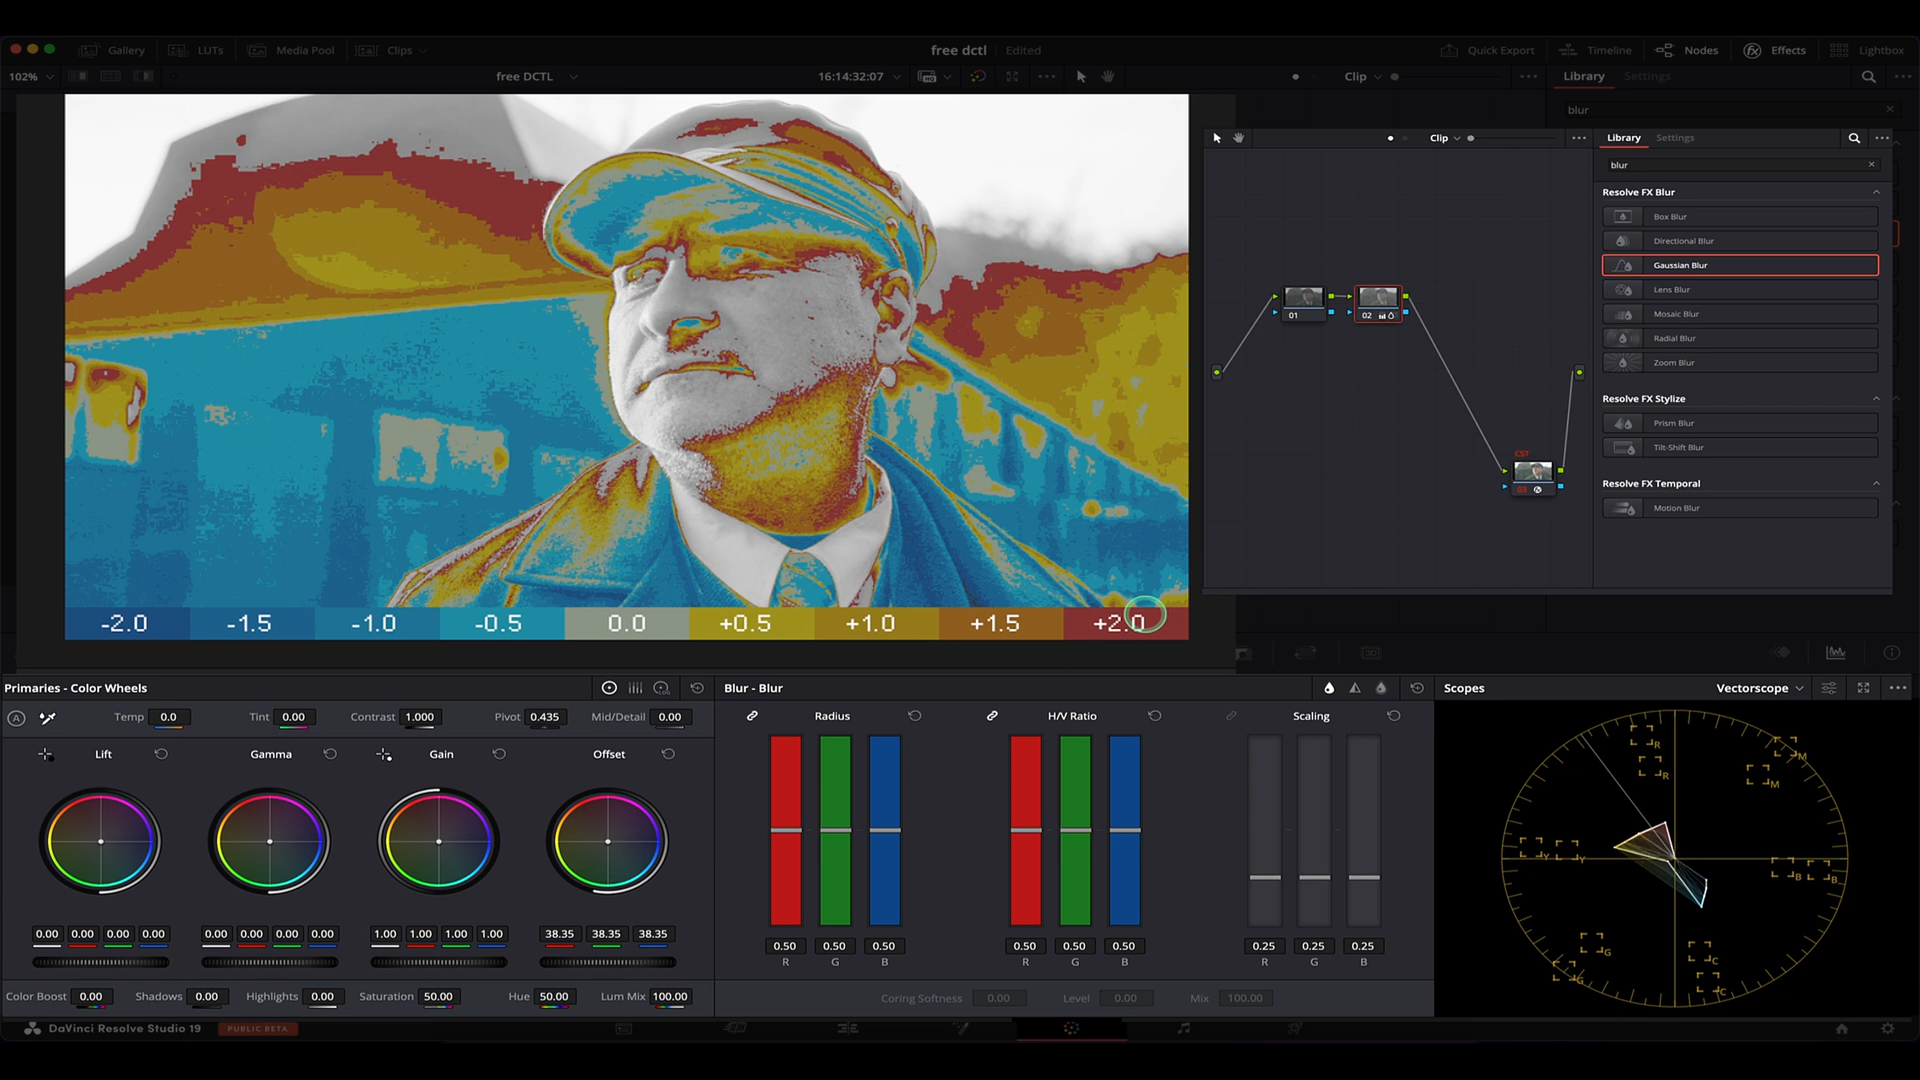 Gallery LUTs Media Pool Clips free dctl Edited Quick Export Timeline Nodes Effects Lightbox
102% free DCTL 16:14:32:07 Clip Library Settings
blur
Clip Library Settings
blur
Resolve FX Blur
Box Blur
Directional Blur
Gaussian Blur
Lens Blur
Mosaic Blur
Radial Blur
Zoom Blur
Resolve FX Stylize
Prism Blur
Tilt-Shift Blur
Resolve FX Temporal
Motion Blur
01 02
CST
03
-2.0 -1.5 -1.0 -0.5 0.0 +0.5 +1.0 +1.5 +2.0
3D
Primaries - Color Wheels Blur - Blur Scopes Vectorscope
A Temp 0.0 Tint 0.00 Contrast 1.000 Pivot 0.435 Mid/Detail 0.00
Radius H/V Ratio Scaling
Lift Gamma Gain Offset
R M
R M
Y Y B B
G C
G C
0.00 0.00 0.00 0.00 0.00 0.00 0.00 0.00 1.00 1.00 1.00 1.00 38.35 38.35 38.35
0.50 0.50 0.50 0.50 0.50 0.50 0.25 0.25 0.25
R G B R G B R G B
Color Boost 0.00 Shadows 0.00 Highlights 0.00 Saturation 50.00 Hue 50.00 Lum Mix 100.00
Coring Softness 0.00 Level 0.00 Mix 100.00
DaVinci Resolve Studio 19 PUBLIC BETA